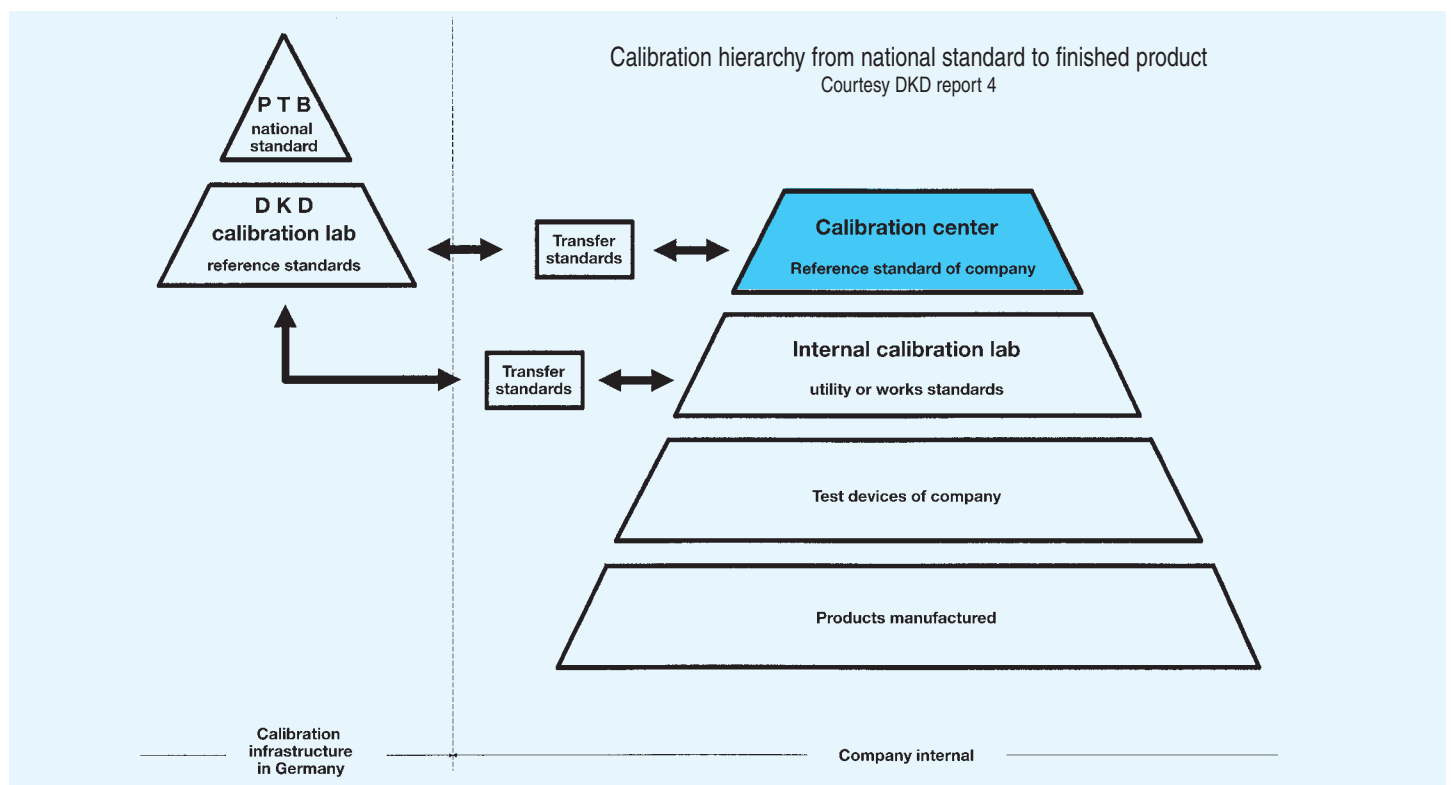 Calibration hierarchy from national standard to finished product
Courtesy DKD report 4
P T B
national
standard
D K D
calibration lab
reference standards
Transfer
standards
Calibration center
Reference standard of company
Transfer
standards
Internal calibration lab
utility or works standards
Test devices of company
Products manufactured
Calibration
infrastructure
in Germany
Company internal